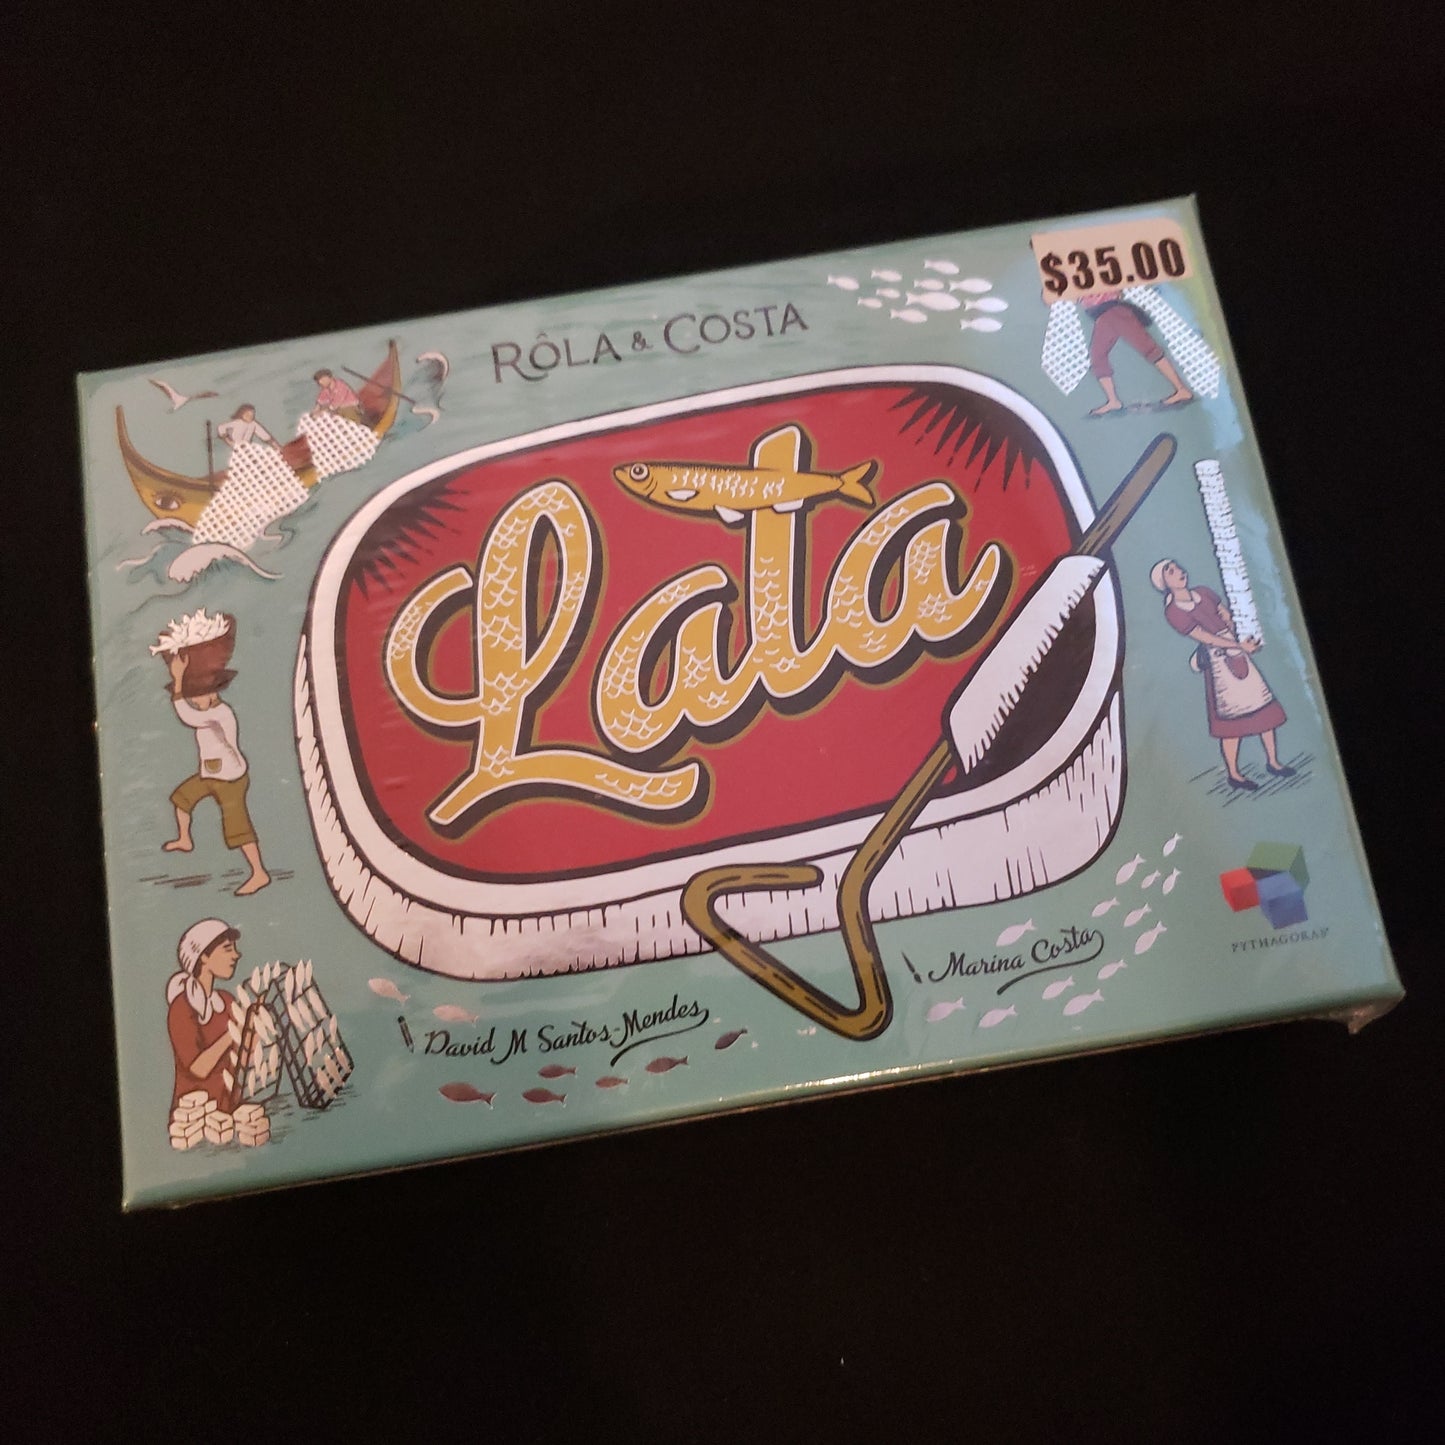 $35.00
RÔLA & COSTA
Lata
David M Santos-Mendes
Marina Costa
PYTHAGORAS